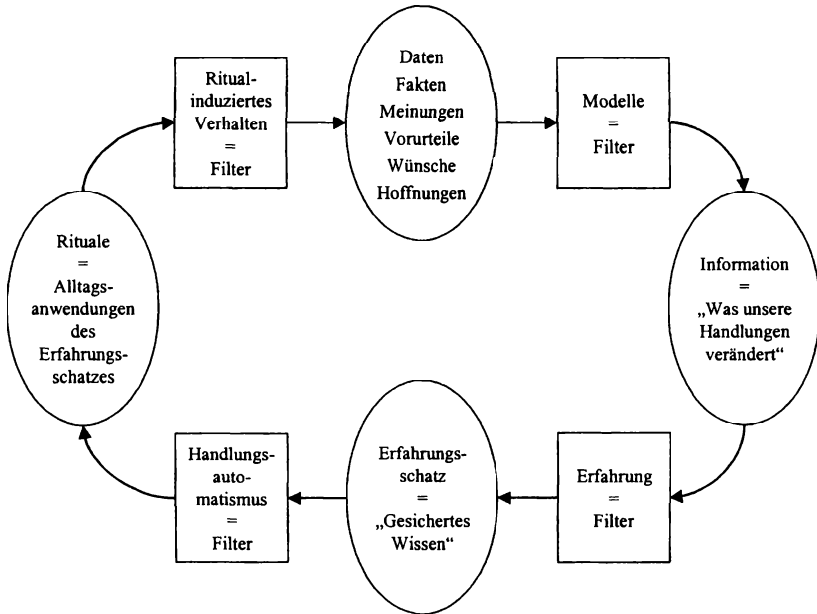 Ritual-
induziertes
Verhalten
=
Filter
Daten
Fakten
Meinungen
Vorurteile
Wünsche
Hoffnungen
Modelle
=
Filter
Information
=
„Was unsere
Handlungen
verändert“
Erfahrung
=
Filter
Erfahrungs-
schatz
=
„Gesichertes
Wissen“
Handlungs-
auto-
matismus
=
Filter
Rituale
=
Alltags-
anwendungen
des
Erfahrungs-
schatzes